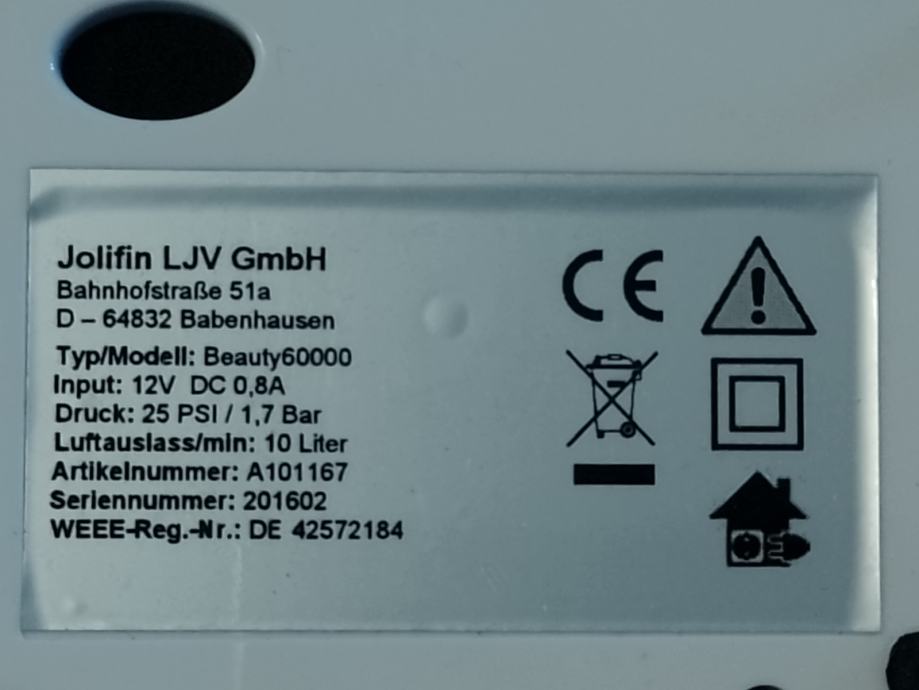 Jolifin LJV GmbH
Bahnhofstraße 51a
D – 64832 Babenhausen
Typ/Modell: Beauty60000
Input: 12V DC 0,8A
Druck: 25 PSI / 1,7 Bar
Luftauslass/min: 10 Liter
Artikelnummer: A101167
Seriennummer: 201602
WEEE-Reg.-Nr.: DE 42572184
CE